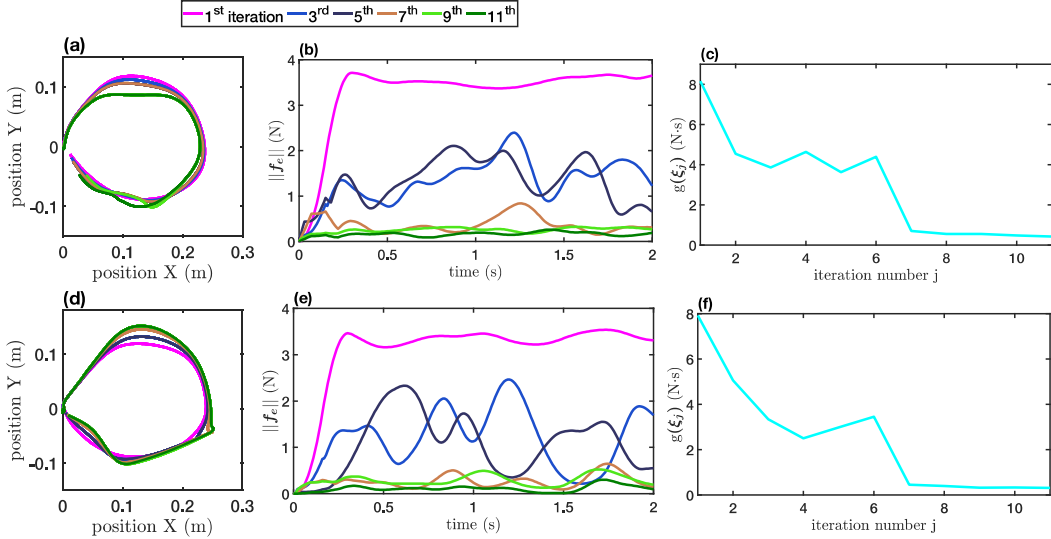 1st iteration 3rd 5th 7th 9th 11th
(a)
0.1
0
-0.1
position Y (m)
0 0.1 0.2 0.3
position X (m)
(b)
4
3
2
1
0
||f_e|| (N)
0 0.5 1 1.5 2
time (s)
(c)
8
6
4
2
0
g(ξ_j) (N·s)
2 4 6 8 10
iteration number j
(d)
0.1
0
-0.1
position Y (m)
0 0.1 0.2 0.3
position X (m)
(e)
4
3
2
1
0
||f_e|| (N)
0 0.5 1 1.5 2
time (s)
(f)
8
6
4
2
0
g(ξ_j) (N·s)
2 4 6 8 10
iteration number j